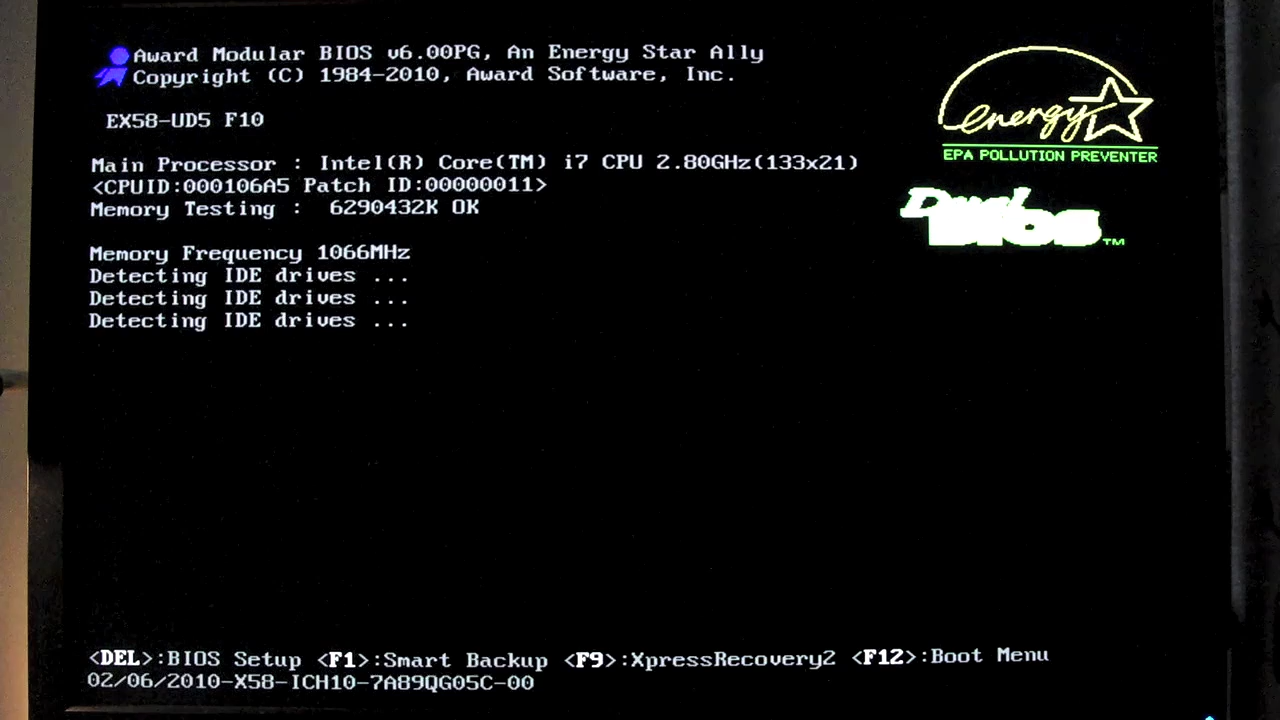 Award Modular BIOS v6.00PG, An Energy Star Ally
Copyright (C) 1984-2010, Award Software, Inc.
energy
EPA POLLUTION PREVENTER
EX58-UD5 F10
Main Processor : Intel(R) Core(TM) i7 CPU 2.80GHz(133x21)
<CPUID:000106A5 Patch ID:00000011>
Memory Testing : 6290432K OK
Dual
BIOS™
Memory Frequency 1066MHz
Detecting IDE drives ...
Detecting IDE drives ...
Detecting IDE drives ...
<DEL>:BIOS Setup <F1>:Smart Backup <F9>:XpressRecovery2 <F12>:Boot Menu
02/06/2010-X58-ICH10-7A89QG05C-00